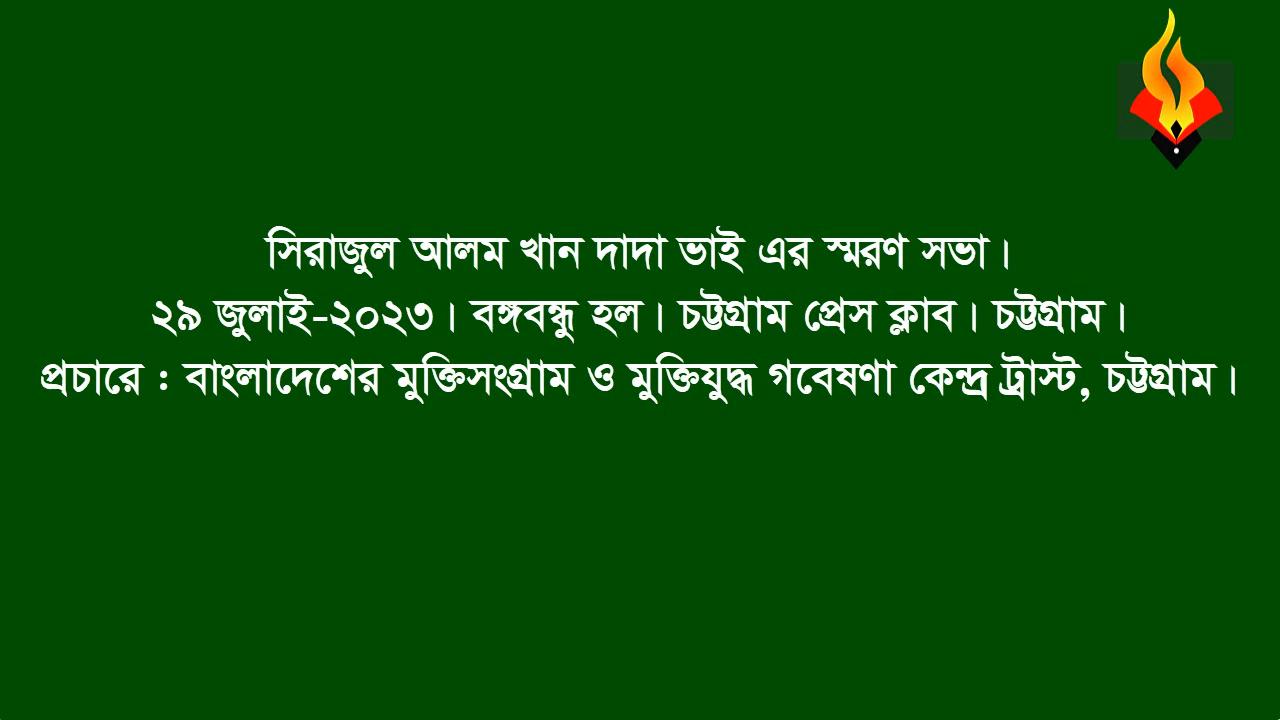 সিরাজুল আলম খান দাদা ভাই এর স্মরণ সভা।
২৯ জুলাই-২০২৩। বঙ্গবন্ধু হল। চট্টগ্রাম প্রেস ক্লাব। চট্টগ্রাম।
প্রচারে : বাংলাদেশের মুক্তিসংগ্রাম ও মুক্তিযুদ্ধ গবেষণা কেন্দ্র ট্রাস্ট, চট্টগ্রাম।